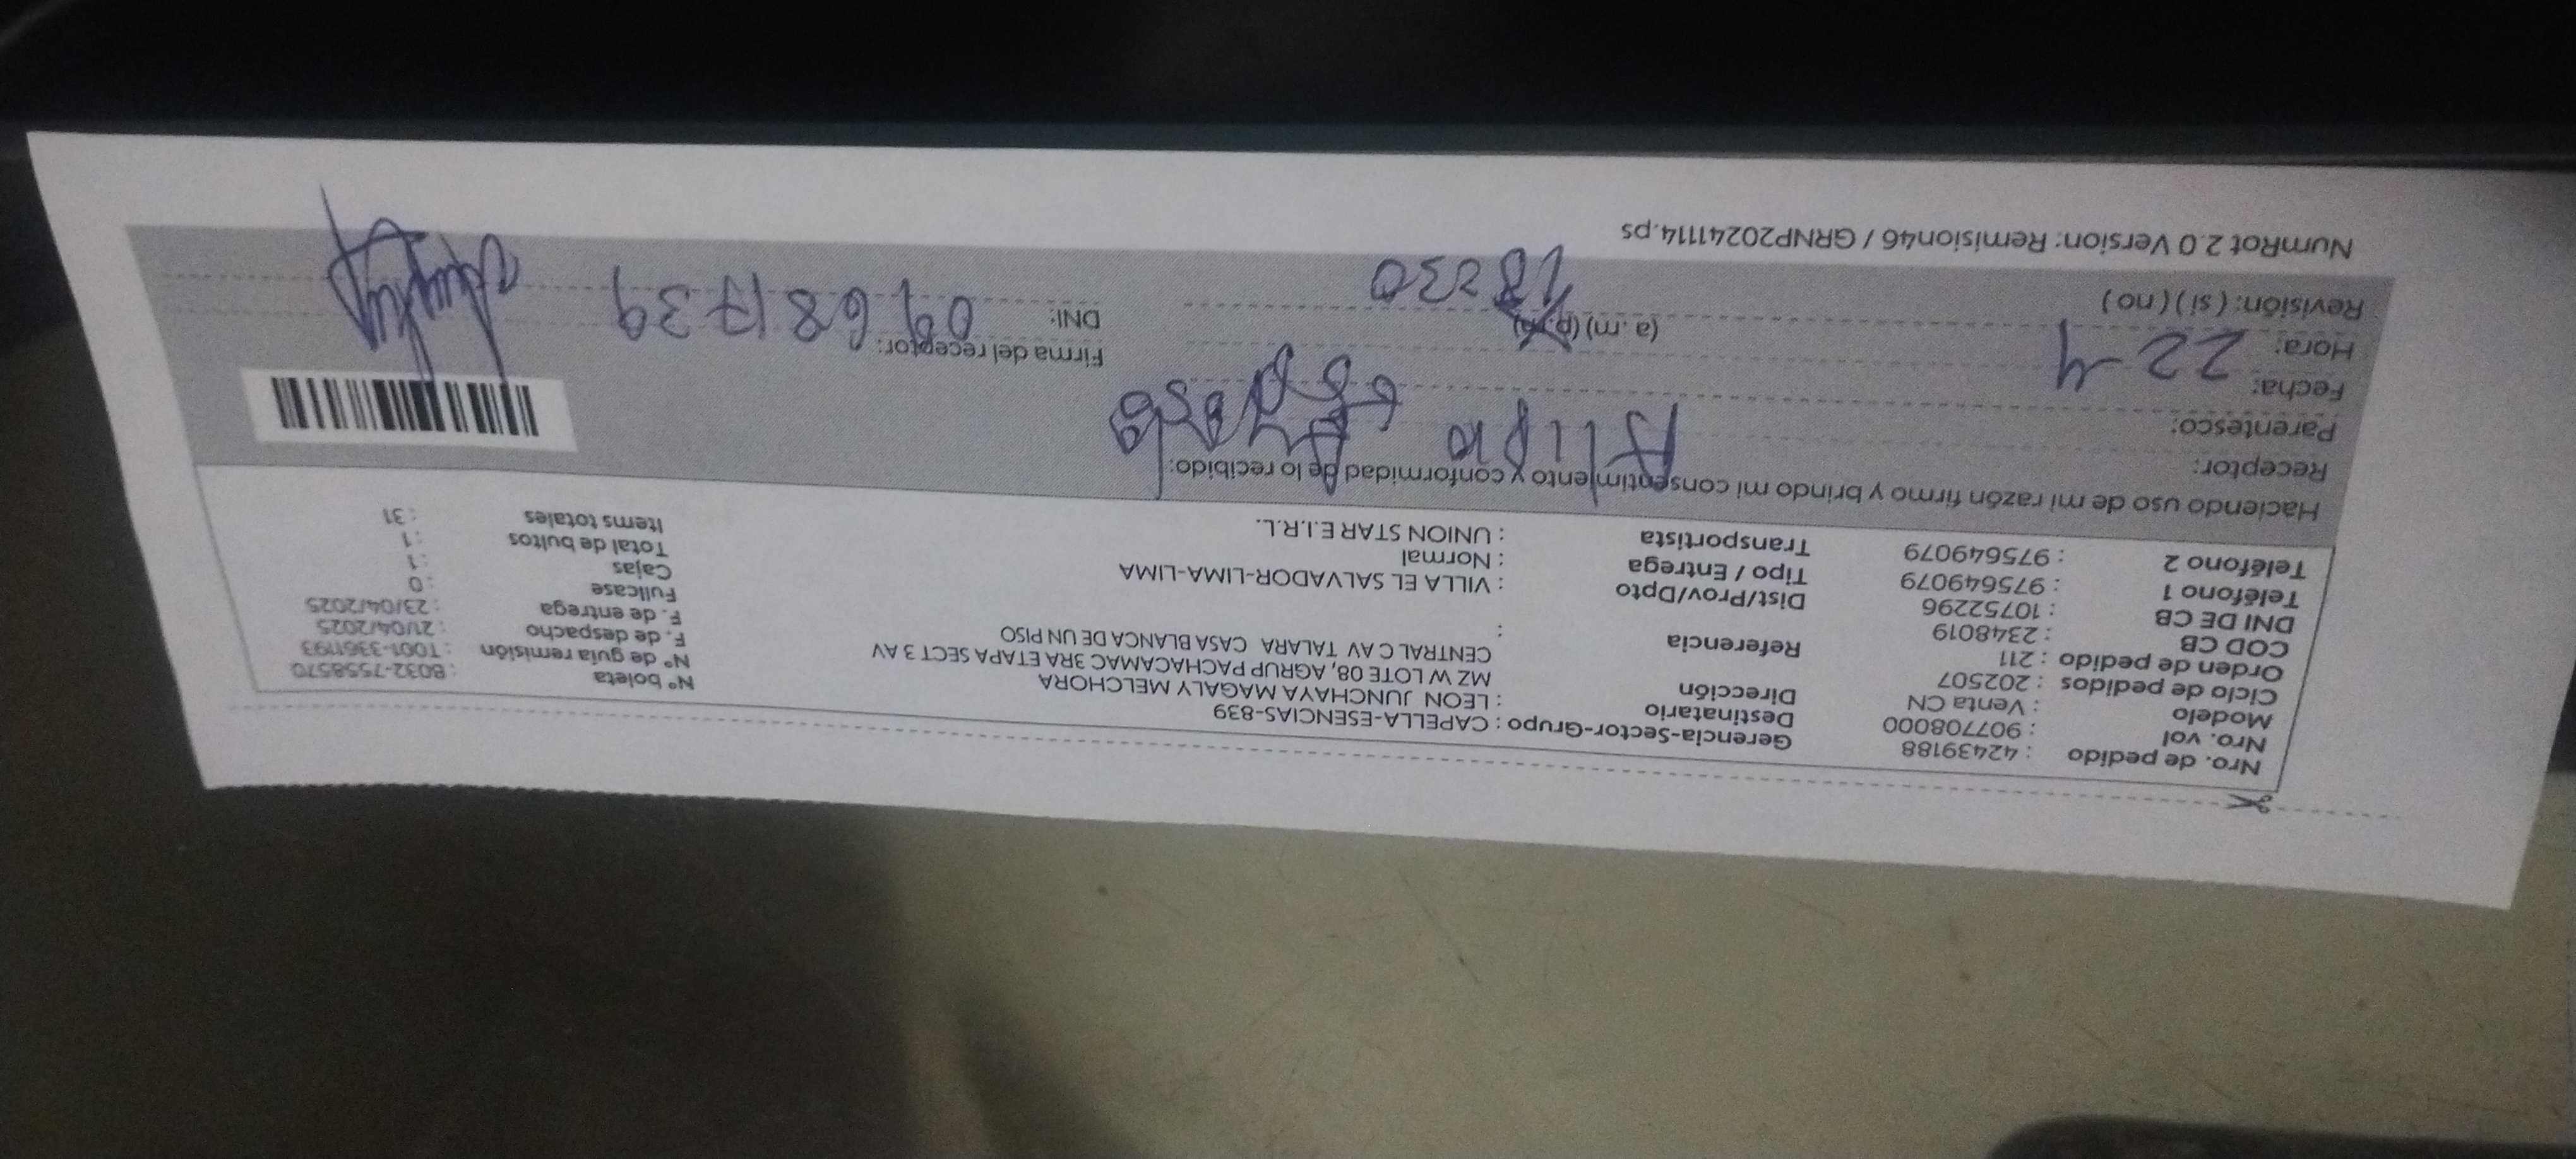 Nro. de pedido : 42439188 Gerencia-Sector-Grupo : CAPELLA-ESENCIAS-839 Nº boleta : B032-7558570
Nro. vol : 907708000 Destinatario : LEON JUNCHAYA MAGALY MELCHORA Nº de guía remisión : T001-3361193
Modelo : Venta CN Dirección MZ W LOTE 08, AGRUP PACHACAMAC 3RA ETAPA SECT 3 AV F. de despacho : 21/04/2025
Ciclo de pedidos : 202507 CENTRAL C AV TALARA CASA BLANCA DE UN PISO F. de entrega : 23/04/2025
Orden de pedido : 211 Referencia : Fullcase : 0
COD CB : 2348019 Dist/Prov/Dpto : VILLA EL SALVADOR-LIMA-LIMA Cajas : 1
DNI DE CB : 10752296 Tipo / Entrega : Normal Total de bultos : 1
Teléfono 1 : 975649079 Transportista : UNION STAR E.I.R.L. Items totales : 31
Teléfono 2 : 975649079
Haciendo uso de mi razón firmo y brindo mi consentimiento y conformidad de lo recibido:
Receptor: Alipio
Parentesco: esposo
Fecha: 22-4 Firma del receptor:
Hora: (a. m) (p. m) 18:30 DNI: 09681739
Revisión: ( si ) ( no )
NumRot 2.0 Version: Remision46 / GRNP20241114.ps